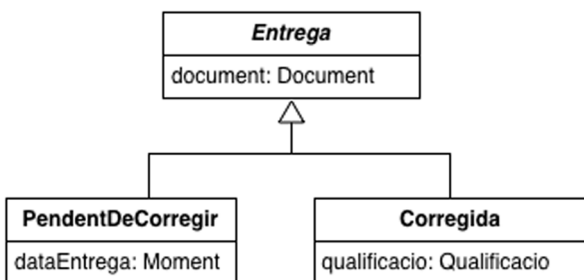 Entrega
document: Document
PendentDeCorregir
dataEntrega: Moment
Corregida
qualificacio: Qualificacio